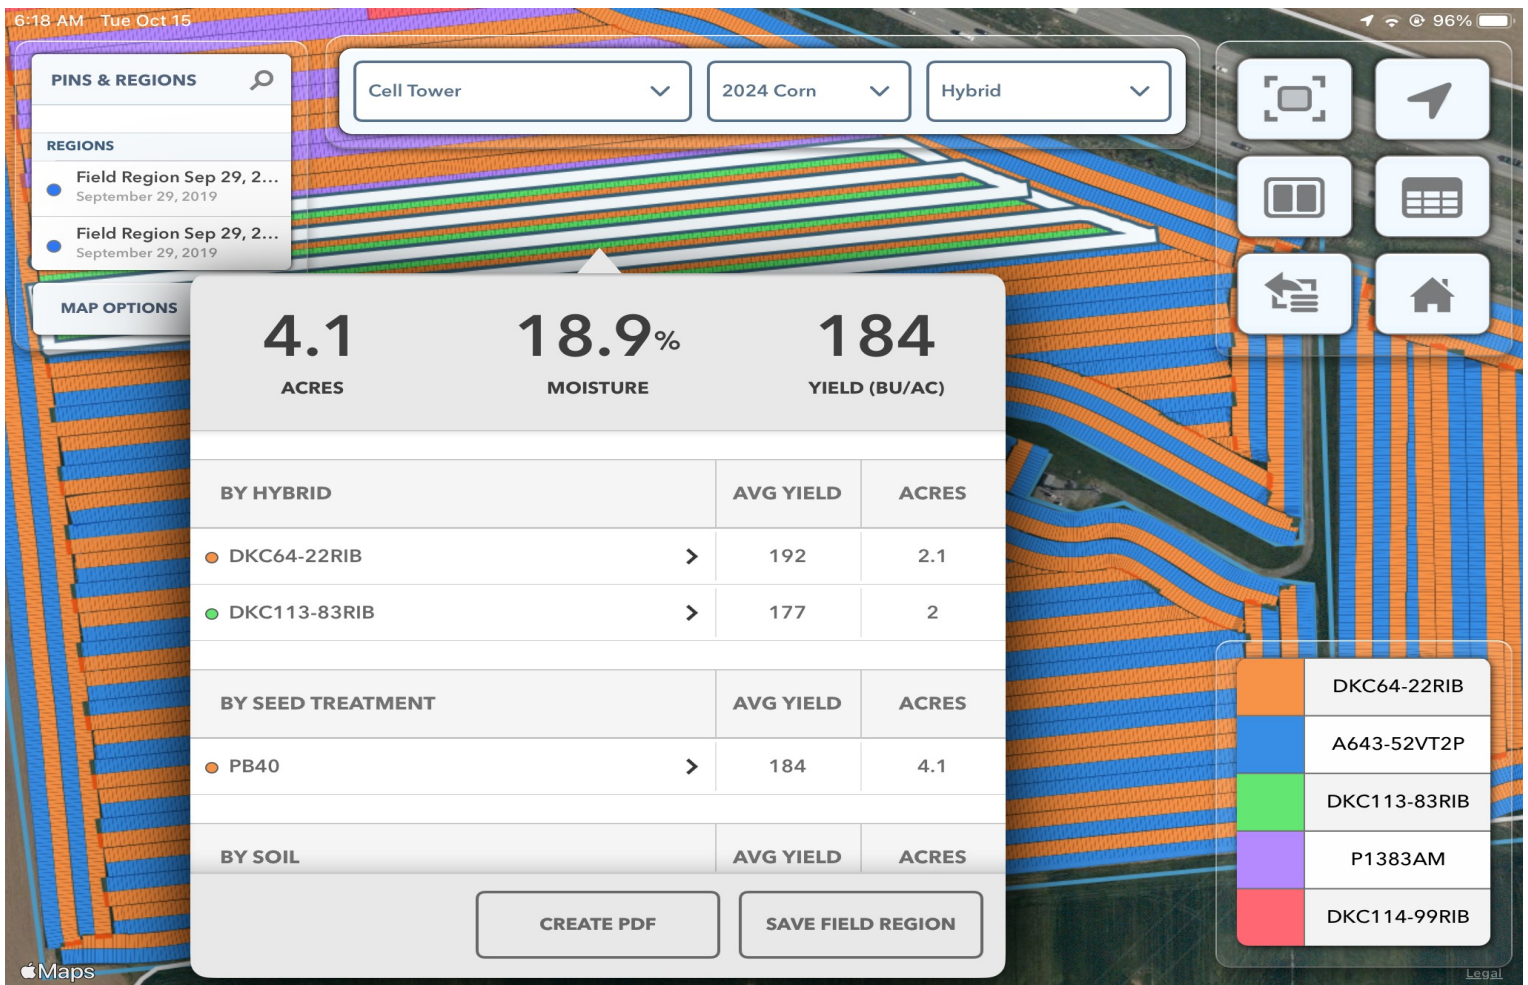 6:18 AM Tue Oct 15
96%
PINS & REGIONS
REGIONS
Field Region Sep 29, 2...
September 29, 2019
Field Region Sep 29, 2...
September 29, 2019
MAP OPTIONS
Cell Tower
2024 Corn
Hybrid
4.1
ACRES
18.9%
MOISTURE
184
YIELD (BU/AC)
BY HYBRID AVG YIELD ACRES
DKC64-22RIB 192 2.1
DKC113-83RIB 177 2
BY SEED TREATMENT AVG YIELD ACRES
PB40 184 4.1
BY SOIL AVG YIELD ACRES
CREATE PDF
SAVE FIELD REGION
DKC64-22RIB
A643-52VT2P
DKC113-83RIB
P1383AM
DKC114-99RIB
Maps
Legal